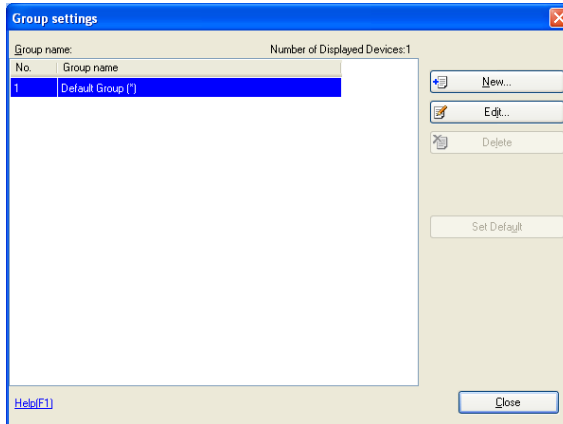 Group settings
Group name: Number of Displayed Devices:1
No. Group name
1 Default Group (*)
New...
Edit...
Delete
Set Default
Help(F1)
Close